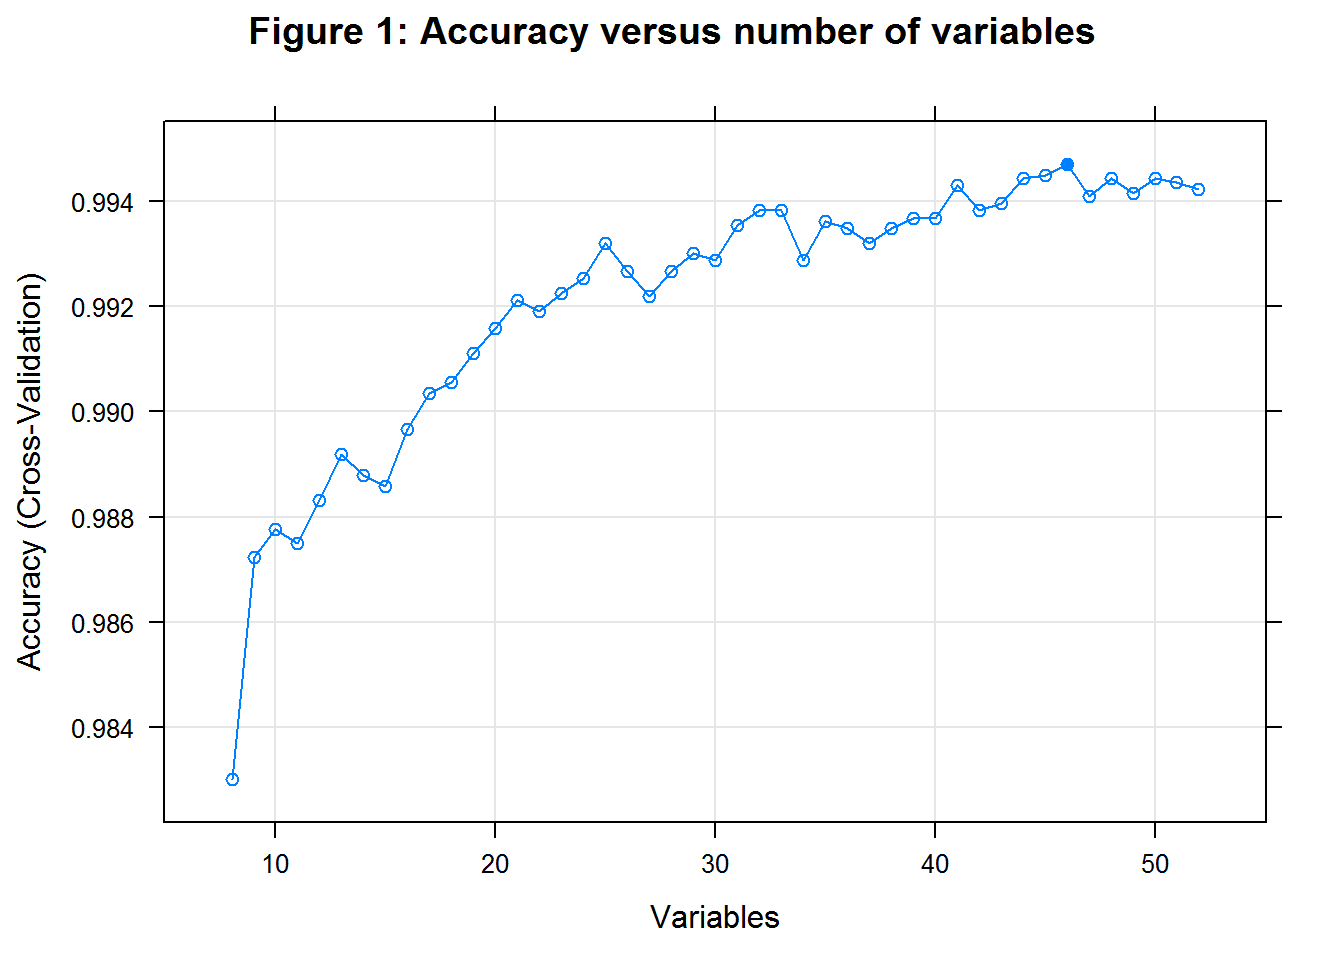 Figure 1: Accuracy versus number of variables
Accuracy (Cross-Validation)
0.994
0.992
0.990
0.988
0.986
0.984
10 20 30 40 50
Variables